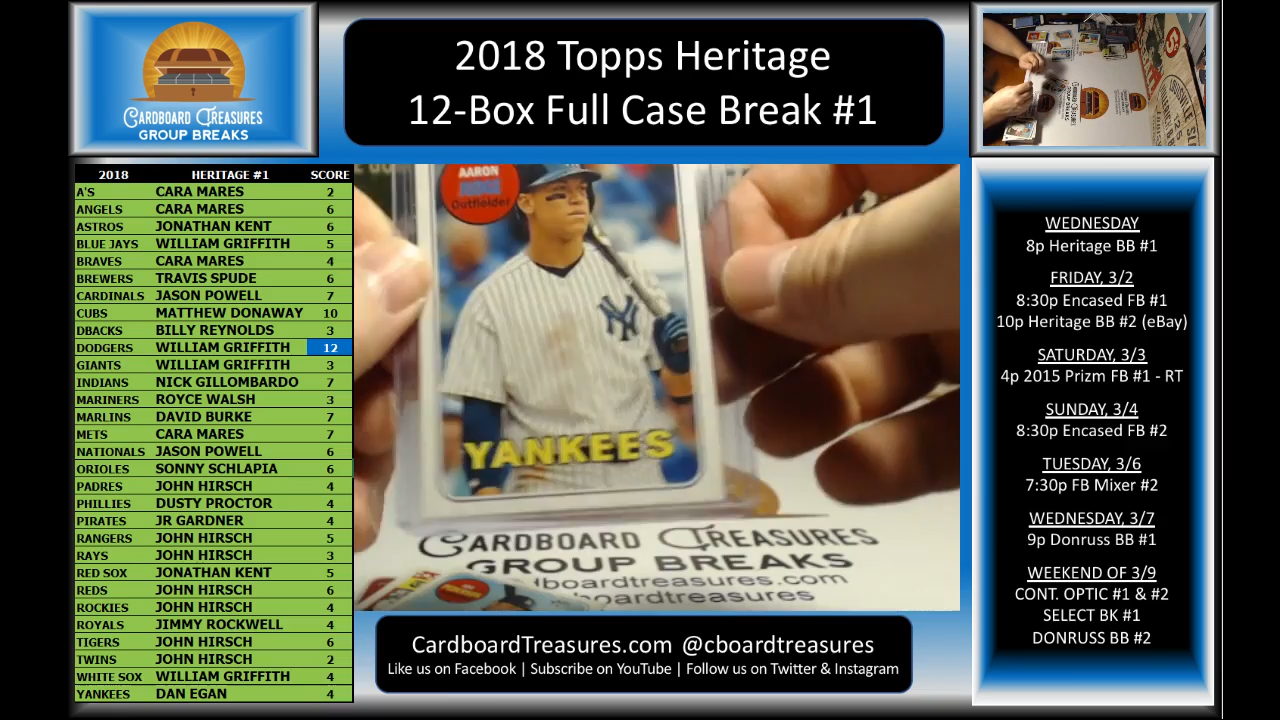 2018 Topps Heritage
12-Box Full Case Break #1
CARDBOARD TREASURES
GROUP BREAKS
2018 HERITAGE #1 SCORE
A'S CARA MARES 2
ANGELS CARA MARES 6
ASTROS JONATHAN KENT 6
BLUE JAYS WILLIAM GRIFFITH 5
BRAVES CARA MARES 4
BREWERS TRAVIS SPUDE 6
CARDINALS JASON POWELL 7
CUBS MATTHEW DONAWAY 10
DBACKS BILLY REYNOLDS 3
DODGERS WILLIAM GRIFFITH 12
GIANTS WILLIAM GRIFFITH 3
INDIANS NICK GILLOMBARDO 7
MARINERS ROYCE WALSH 3
MARLINS DAVID BURKE 7
METS CARA MARES 7
NATIONALS JASON POWELL 6
ORIOLES SONNY SCHLAPIA 6
PADRES JOHN HIRSCH 4
PHILLIES DUSTY PROCTOR 4
PIRATES JR GARDNER 4
RANGERS JOHN HIRSCH 5
RAYS JOHN HIRSCH 3
RED SOX JONATHAN KENT 5
REDS JOHN HIRSCH 6
ROCKIES JOHN HIRSCH 4
ROYALS JIMMY ROCKWELL 4
TIGERS JOHN HIRSCH 6
TWINS JOHN HIRSCH 2
WHITE SOX WILLIAM GRIFFITH 4
YANKEES DAN EGAN 4
AARON
Outfielder
NY
YANKEES
CARDBOARD TREASURES
GROUP BREAKS
dboardtreasures.com
dboardtreasures
CardboardTreasures.com @cboardtreasures
Like us on Facebook | Subscribe on YouTube | Follow us on Twitter & Instagram
WEDNESDAY
8p Heritage BB #1
FRIDAY, 3/2
8:30p Encased FB #1
10p Heritage BB #2 (eBay)
SATURDAY, 3/3
4p 2015 Prizm FB #1 - RT
SUNDAY, 3/4
8:30p Encased FB #2
TUESDAY, 3/6
7:30p FB Mixer #2
WEDNESDAY, 3/7
9p Donruss BB #1
WEEKEND OF 3/9
CONT. OPTIC #1 & #2
SELECT BK #1
DONRUSS BB #2